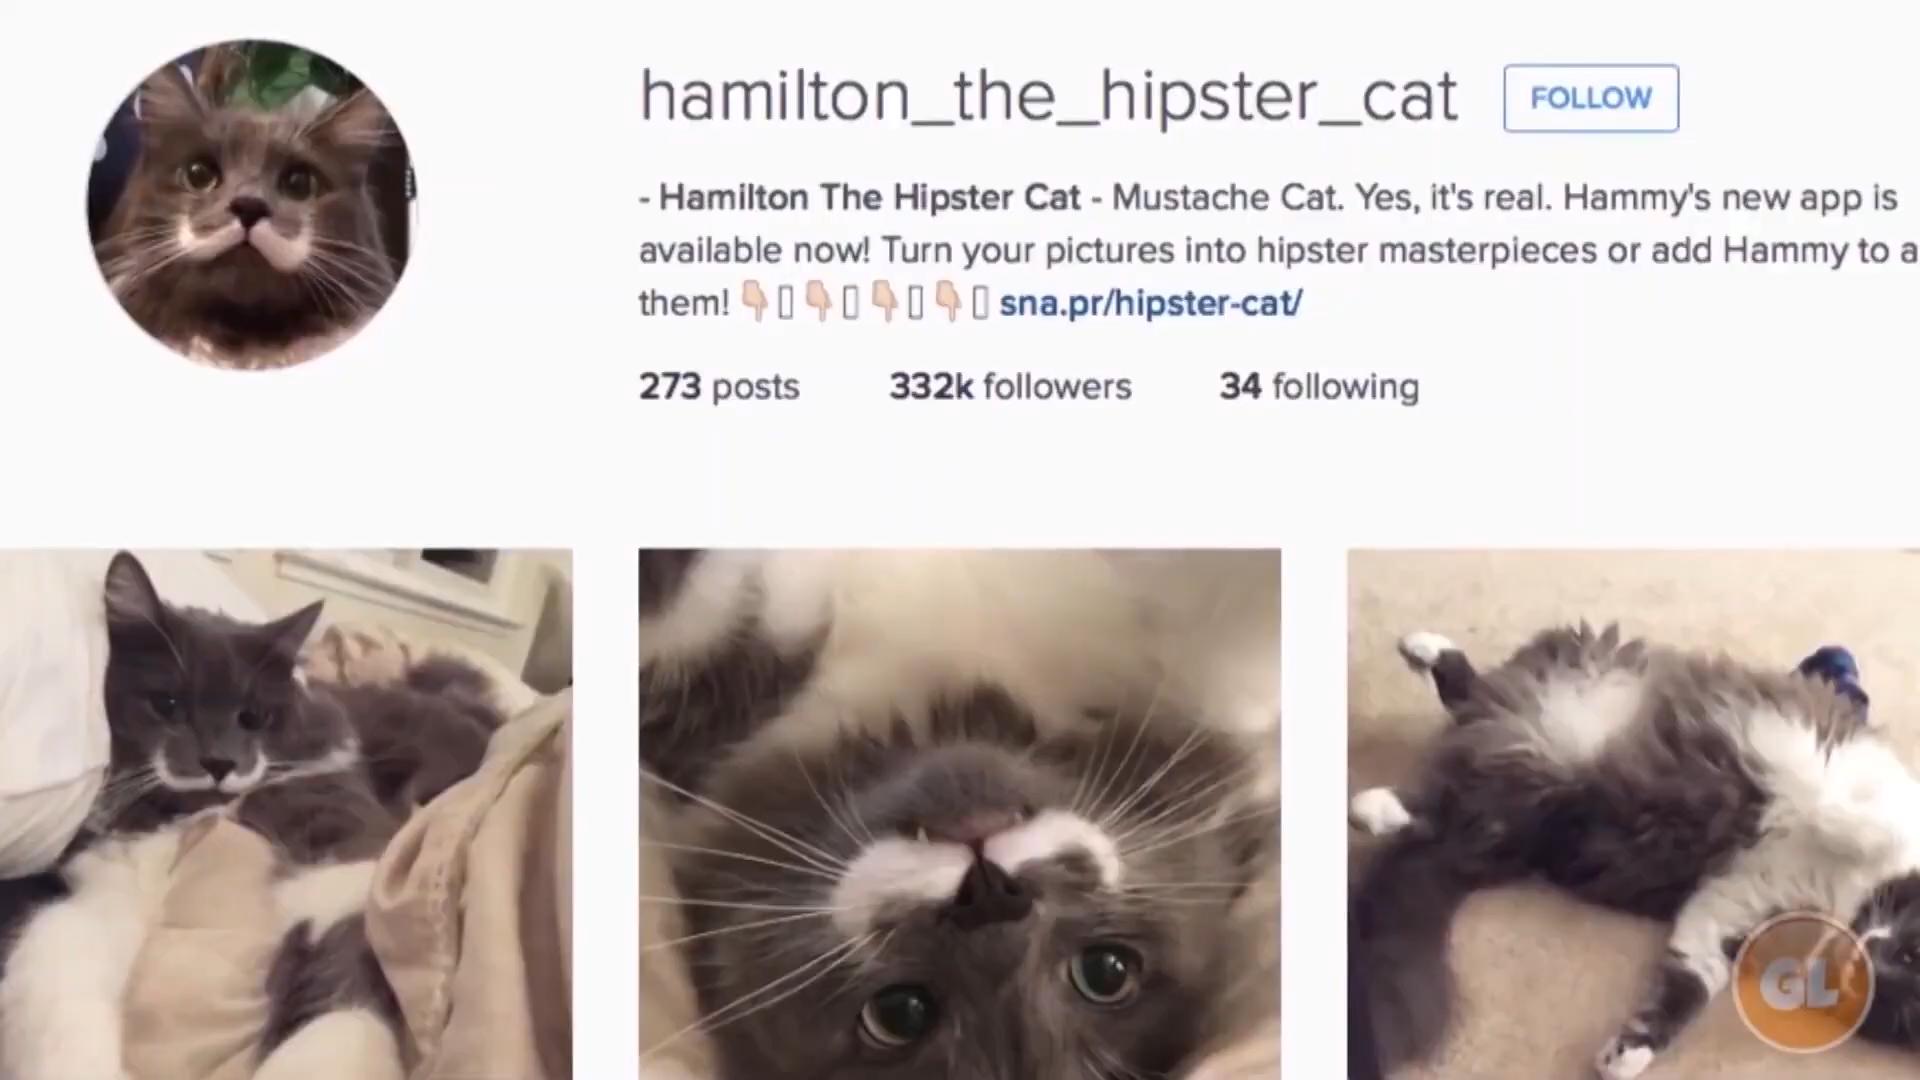 hamilton_the_hipster_cat FOLLOW
- Hamilton The Hipster Cat - Mustache Cat. Yes, it's real. Hammy's new app is
available now! Turn your pictures into hipster masterpieces or add Hammy to a
them! 👇🏻👇🏻👇🏻👇🏻 sna.pr/hipster-cat/
273 posts 332k followers 34 following
GL